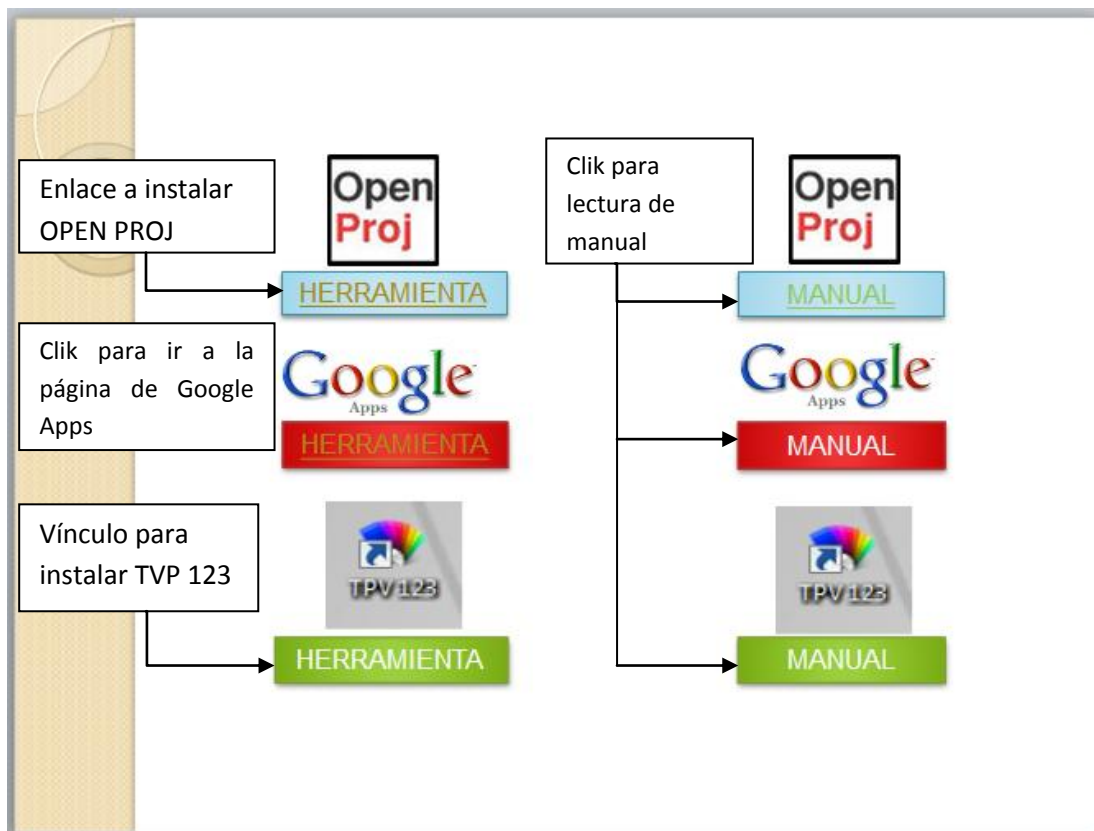 Enlace a instalar
OPEN PROJ
Open
Proj
HERRAMIENTA
Clik para
lectura de
manual
Open
Proj
MANUAL
Clik para ir a la
página de Google
Apps
Google
Apps
HERRAMIENTA
Google
Apps
MANUAL
Vínculo para
instalar TVP 123
TPV 123
HERRAMIENTA
TPV 123
MANUAL